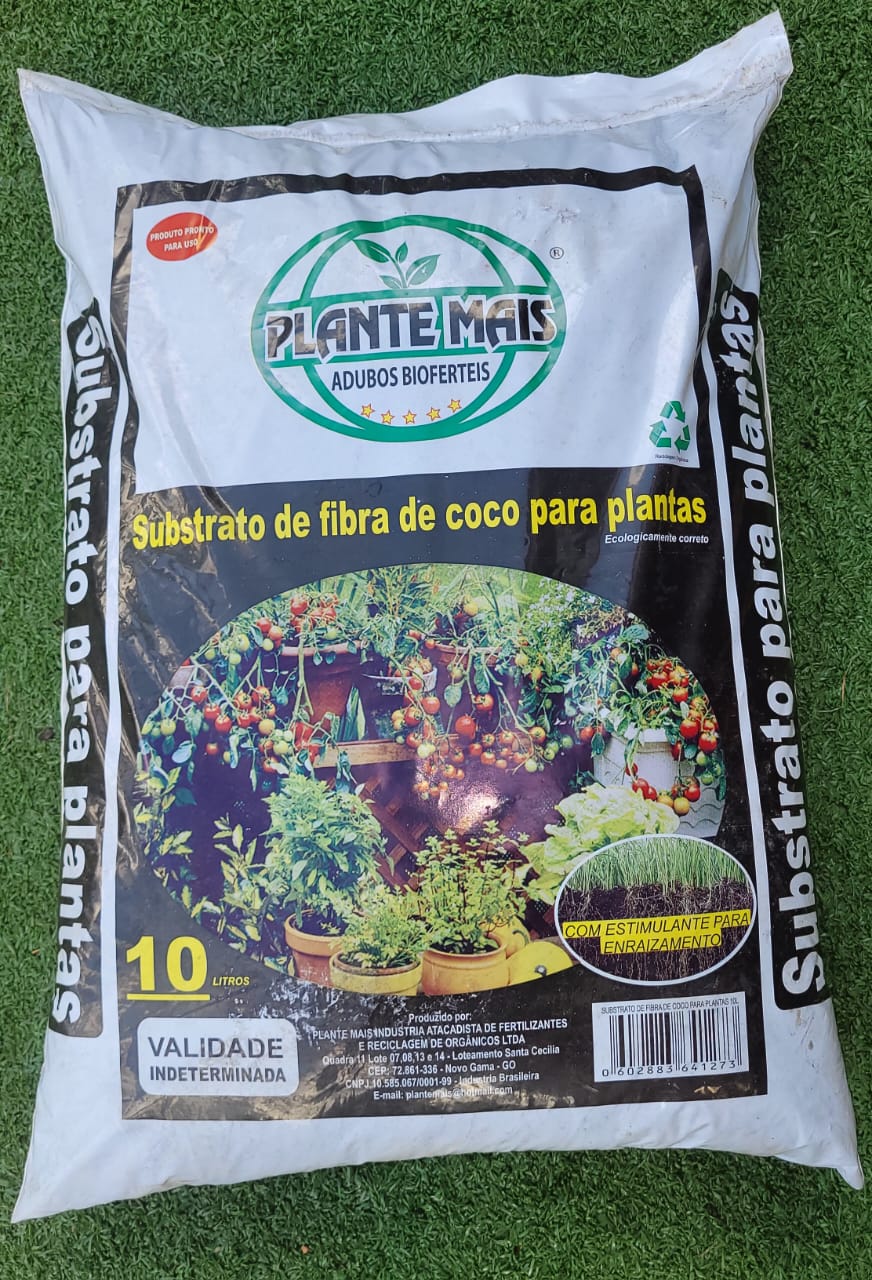 PRODUTO PRONTO
PARA USO
®
PLANTE MAIS
ADUBOS BIOFERTEIS
Substrato de fibra de coco para plantas
Ecologicamente correto
Substrato para plantas
Substrato para plantas
COM ESTIMULANTE PARA
ENRAIZAMENTO
10 LITROS
VALIDADE
INDETERMINADA
Produzido por:
PLANTE MAIS INDUSTRIA ATACADISTA DE FERTILIZANTES
E RECICLAGEM DE ORGÂNICOS LTDA
Quadra 11 Lote 07,08,13 e 14 - Loteamento Santa Cecilia
CEP: 72.861-336 - Novo Gama - GO
CNPJ.10.585.067/0001-99 - Industria Brasileira
E-mail: plantemais@hotmail.com
SUBSTRATO DE FIBRA DE COCO PARA PLANTAS 10L
0 602883 641273